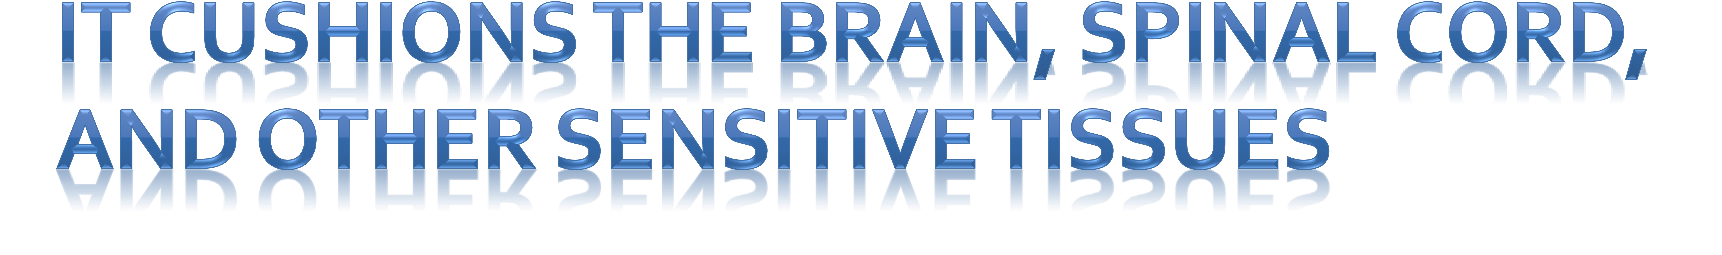 IT CUSHIONS THE BRAIN, SPINAL CORD,
AND OTHER SENSITIVE TISSUES